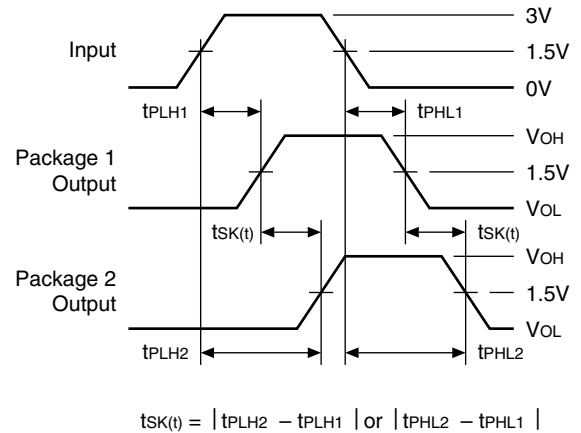 3V
Input
1.5V
0V
tPLH1
tPHL1
Package 1
Output
VOH
1.5V
VOL
tSK(t)
tSK(t)
Package 2
Output
VOH
1.5V
VOL
tPLH2
tPHL2
tSK(t) = | tPLH2 – tPLH1 | or | tPHL2 – tPHL1 |